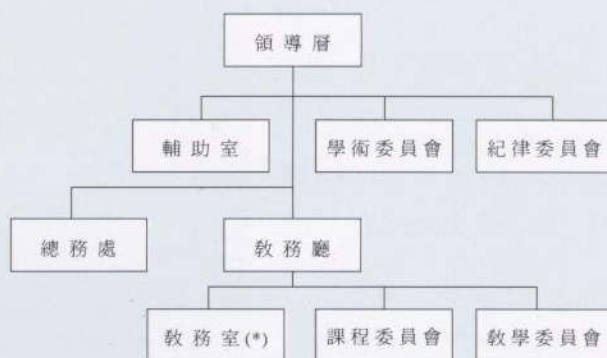 領導層
輔助室
學術委員會
紀律委員會
總務處
教務廳
教務室(*)
課程委員會
教學委員會